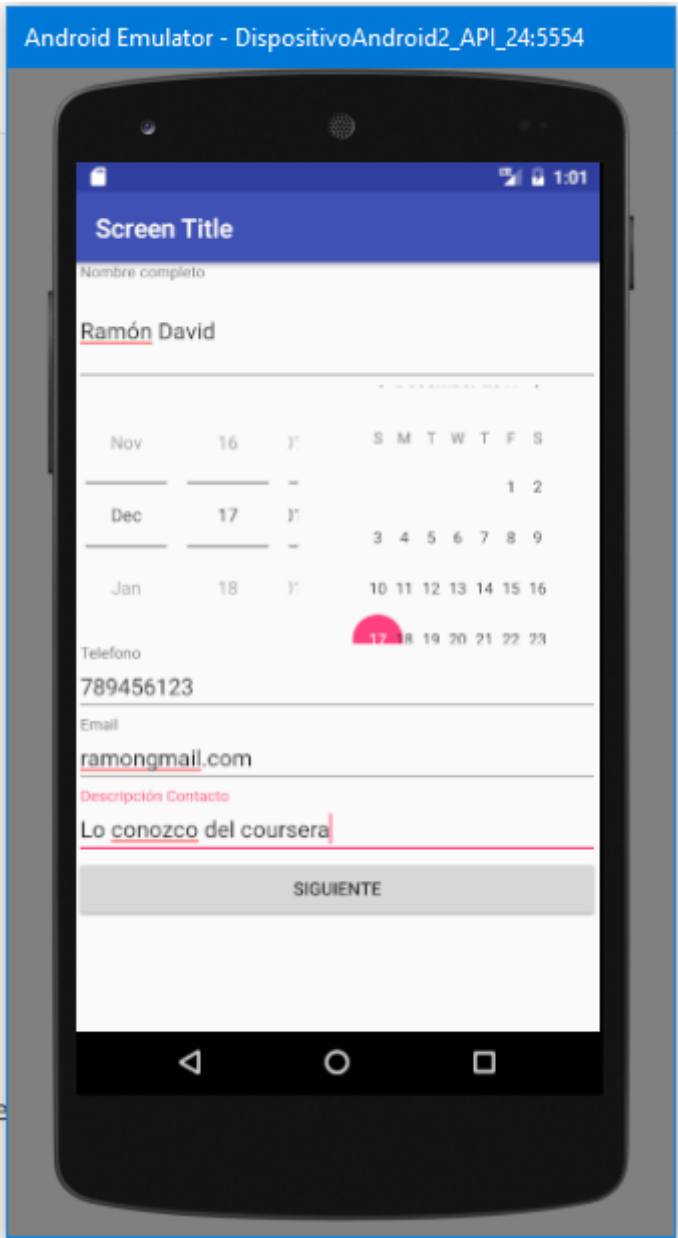 Android Emulator - DispositivoAndroid2_API_24:5554
1:01
Screen Title
Nombre completo
Ramón David
Nov 16
S M T W T F S
1 2
Dec 17
3 4 5 6 7 8 9
Jan 18
10 11 12 13 14 15 16
17 18 19 20 21 22 23
Telefono
789456123
Email
ramongmail.com
Descripción Contacto
Lo conozco del coursera
SIGUIENTE